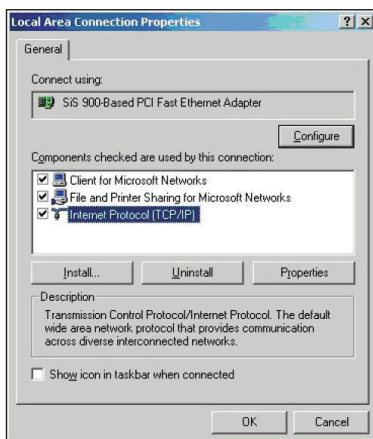 Local Area Connection Properties
General
Connect using:
SiS 900-Based PCI Fast Ethernet Adapter
Configure
Components checked are used by this connection:
Client for Microsoft Networks
File and Printer Sharing for Microsoft Networks
Internet Protocol (TCP/IP)
Install... Uninstall Properties
Description
Transmission Control Protocol/Internet Protocol. The default
wide area network protocol that provides communication
across diverse interconnected networks.
Show icon in taskbar when connected
OK Cancel